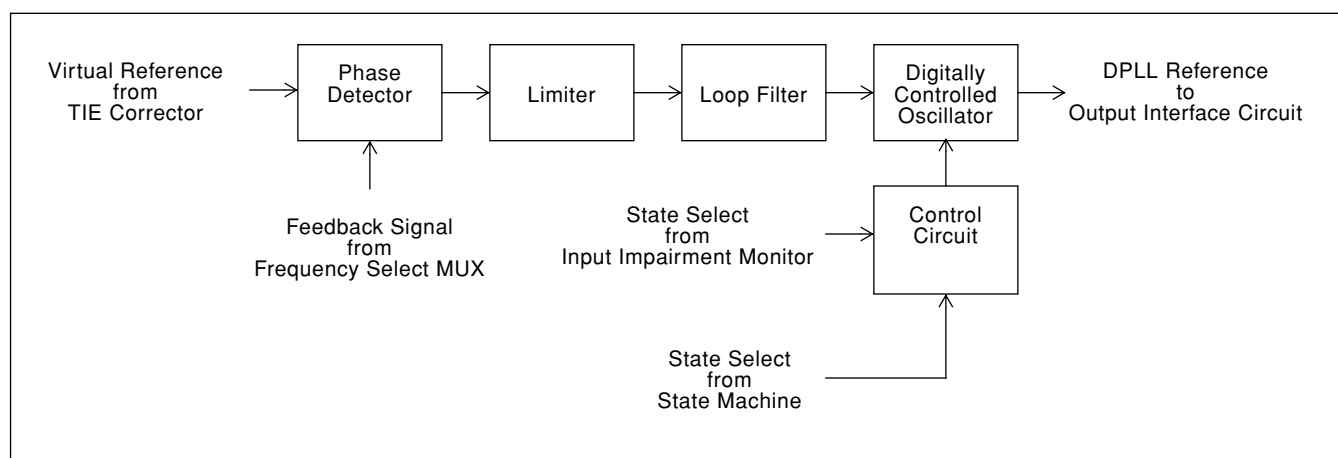 Virtual Reference
from
TIE Corrector
Phase
Detector
Limiter
Loop Filter
Digitally
Controlled
Oscillator
DPLL Reference
to
Output Interface Circuit
Feedback Signal
from
Frequency Select MUX
State Select
from
Input Impairment Monitor
Control
Circuit
State Select
from
State Machine